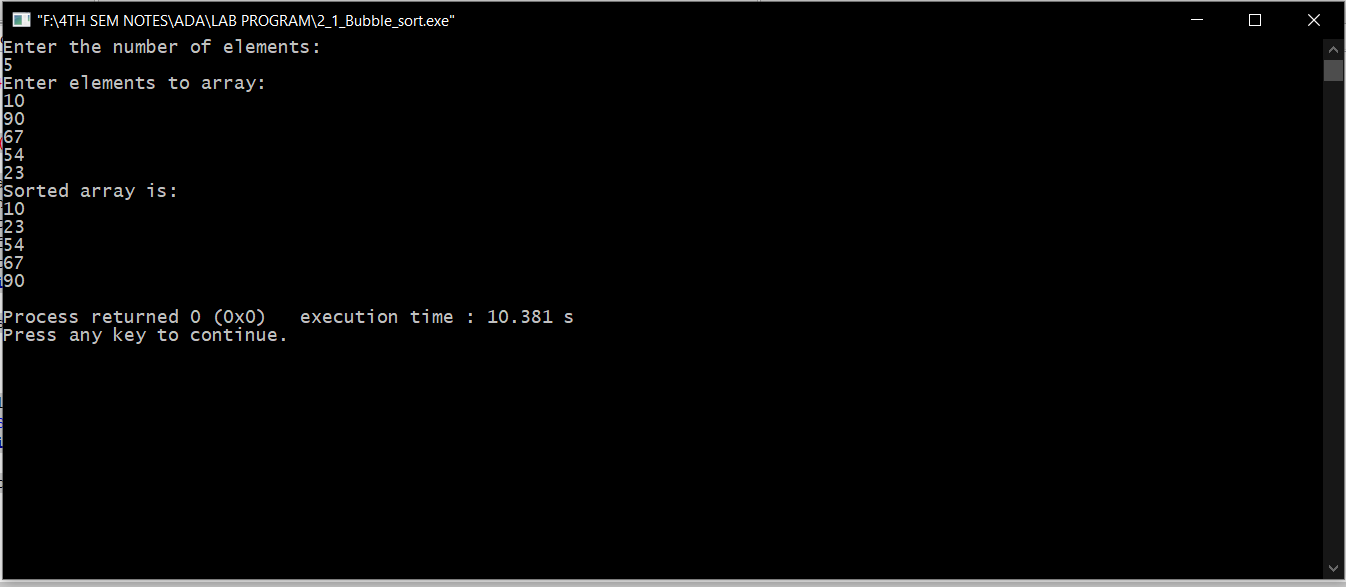 "F:\4TH SEM NOTES\ADA\LAB PROGRAM\2_1_Bubble_sort.exe"
Enter the number of elements:
5
Enter elements to array:
10
90
67
54
23
Sorted array is:
10
23
54
67
90
Process returned 0 (0x0)   execution time : 10.381 s
Press any key to continue.